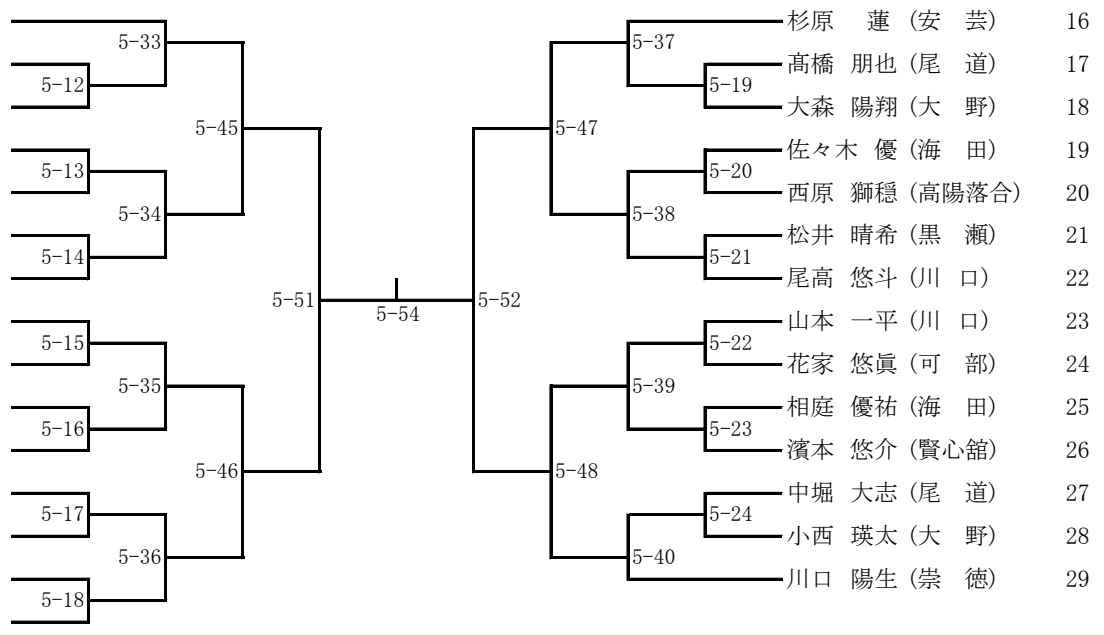 杉原 蓮 (安 芸) 16
5-33 5-37
髙橋 朋也 (尾 道) 17
5-12 5-19
大森 陽翔 (大 野) 18
5-45 5-47
佐々木 優 (海 田) 19
5-13 5-20
西原 獅穏 (高陽落合) 20
5-34 5-38
松井 晴希 (黒 瀬) 21
5-14 5-21
尾高 悠斗 (川 口) 22
5-51 5-52
5-54
山本 一平 (川 口) 23
5-15 5-22
花家 悠眞 (可 部) 24
5-35 5-39
相庭 優祐 (海 田) 25
5-16 5-23
濱本 悠介 (賢心舘) 26
5-46 5-48
中堀 大志 (尾 道) 27
5-17 5-24
小西 瑛太 (大 野) 28
5-36 5-40
川口 陽生 (崇 徳) 29
5-18